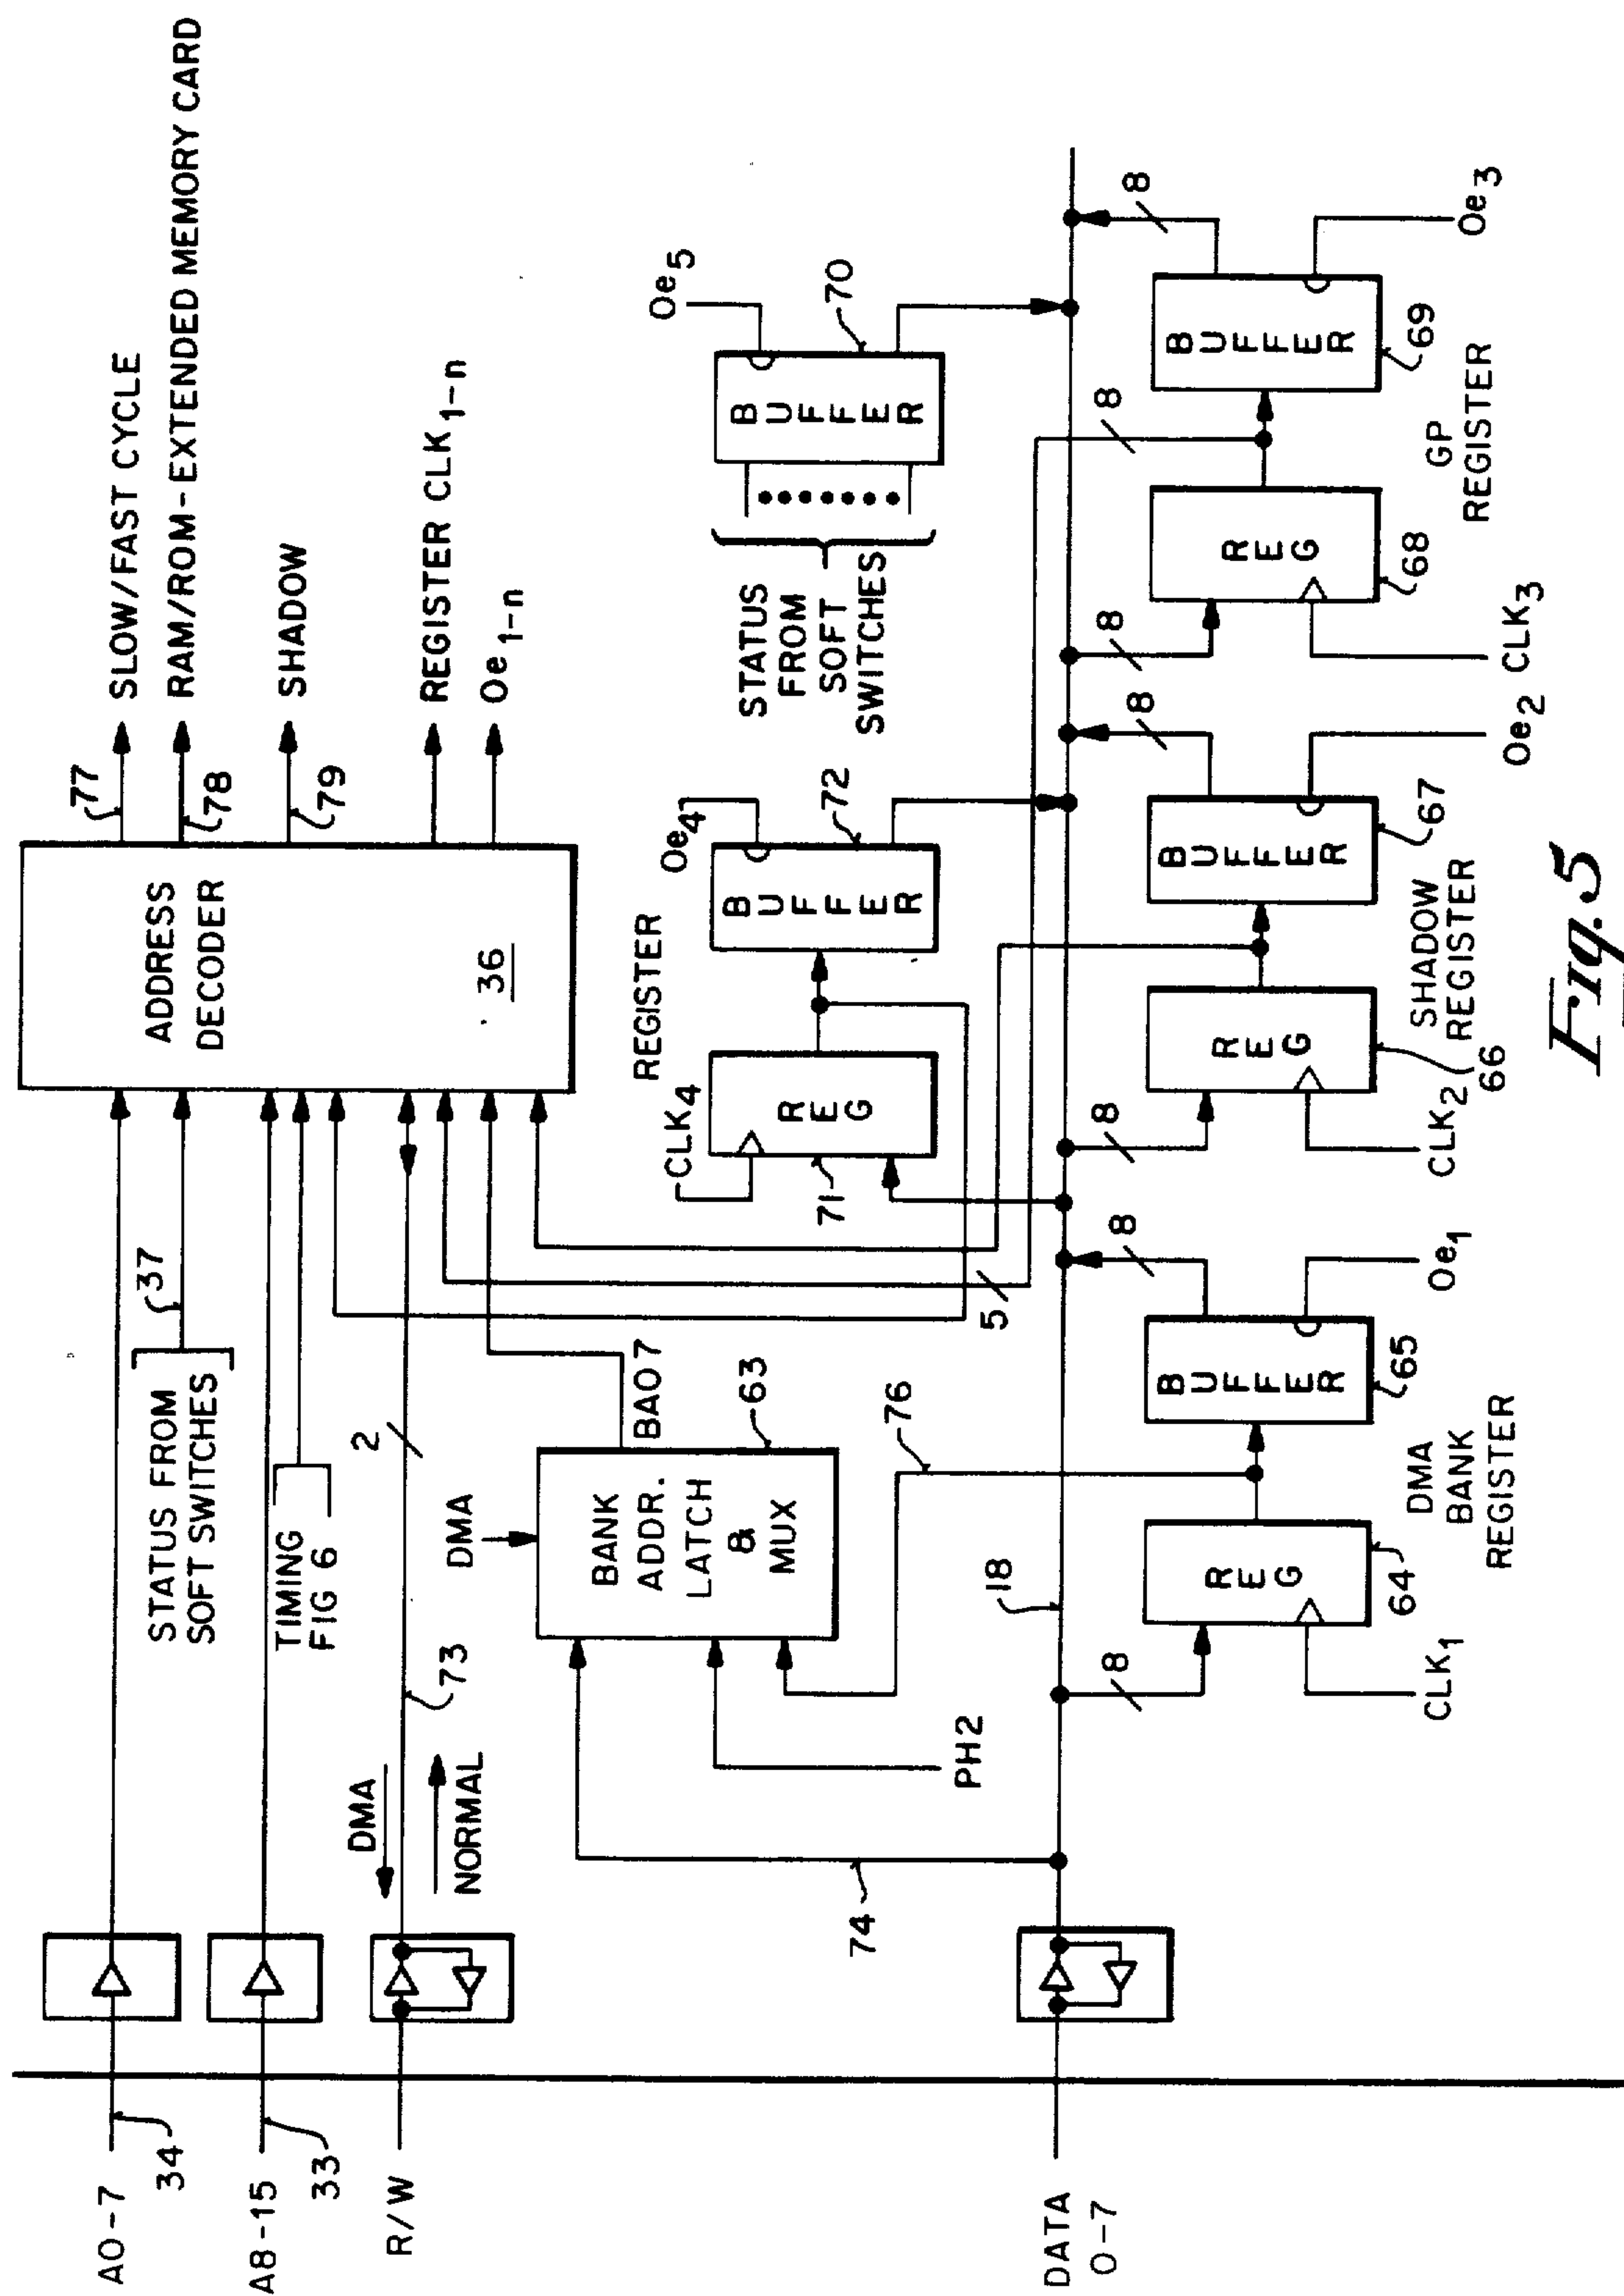 A0-7
34
A8-15
33
R/W
DATA
0-7
STATUS FROM
SOFT SWITCHES
37
TIMING
FIG 6
DMA
NORMAL
73
2
ADDRESS
DECODER
36
77
SLOW/FAST CYCLE
78
RAM/ROM-EXTENDED MEMORY CARD
79
SHADOW
REGISTER CLK1-n
Oe1-n
DMA
BANK
ADDR.
LATCH
&
MUX
63
BA07
PH2
74
76
5
18
REGISTER
CLK4
REG
71
Oe4
BUFFER
72
STATUS
FROM
SOFT
SWITCHES
BUFFER
70
Oe5
8
CLK1
REG
64
DMA
BANK
REGISTER
BUFFER
65
8
Oe1
8
CLK2
REG
66
SHADOW
REGISTER
BUFFER
67
8
Oe2
8
CLK3
REG
68
GP
REGISTER
8
8
BUFFER
69
8
Oe3
Fig. 5